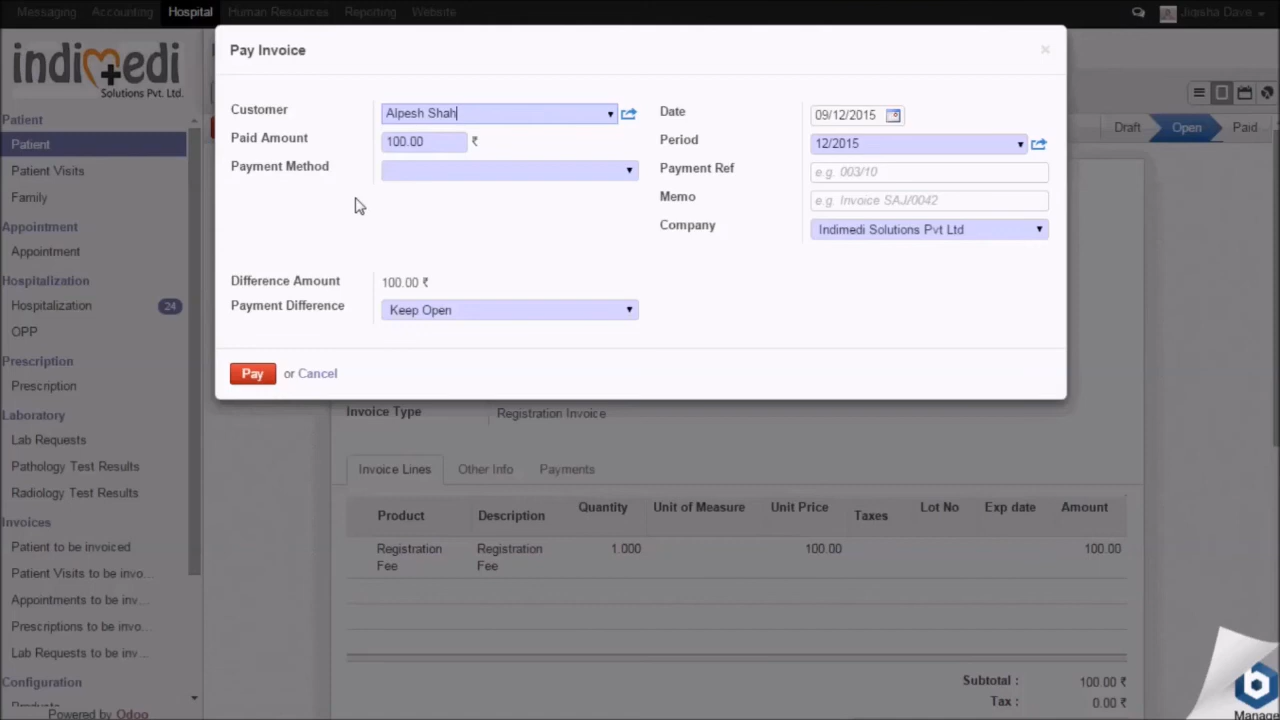 Messaging Accounting Hospital Human Resources Reporting Website Jigisha Dave
indimedi
Solutions Pvt. Ltd.
Patient
Patient
Patient Visits
Family
Appointment
Appointment
Hospitalization
Hospitalization 24
OPP
Prescription
Prescription
Laboratory
Lab Requests
Pathology Test Results
Radiology Test Results
Invoices
Patient to be invoiced
Patient Visits to be invo...
Appointments to be inv...
Prescriptions to be invo...
Lab Requests to be inv...
Configuration
Powered by Odoo
Pay Invoice ×
Customer Alpesh Shah
Paid Amount 100.00 ₹
Payment Method
Date 09/12/2015
Period 12/2015
Payment Ref e.g. 003/10
Memo e.g. Invoice SAJ/0042
Company Indimedi Solutions Pvt Ltd
Difference Amount 100.00 ₹
Payment Difference Keep Open
Pay or Cancel
Draft Open Paid
Invoice Type Registration Invoice
Invoice Lines Other Info Payments
Product Description Quantity Unit of Measure Unit Price Taxes Lot No Exp date Amount
Registration Registration 1.000 100.00 100.00
Fee Fee
Subtotal : 100.00 ₹
Tax : 0.00 ₹
b
Manage